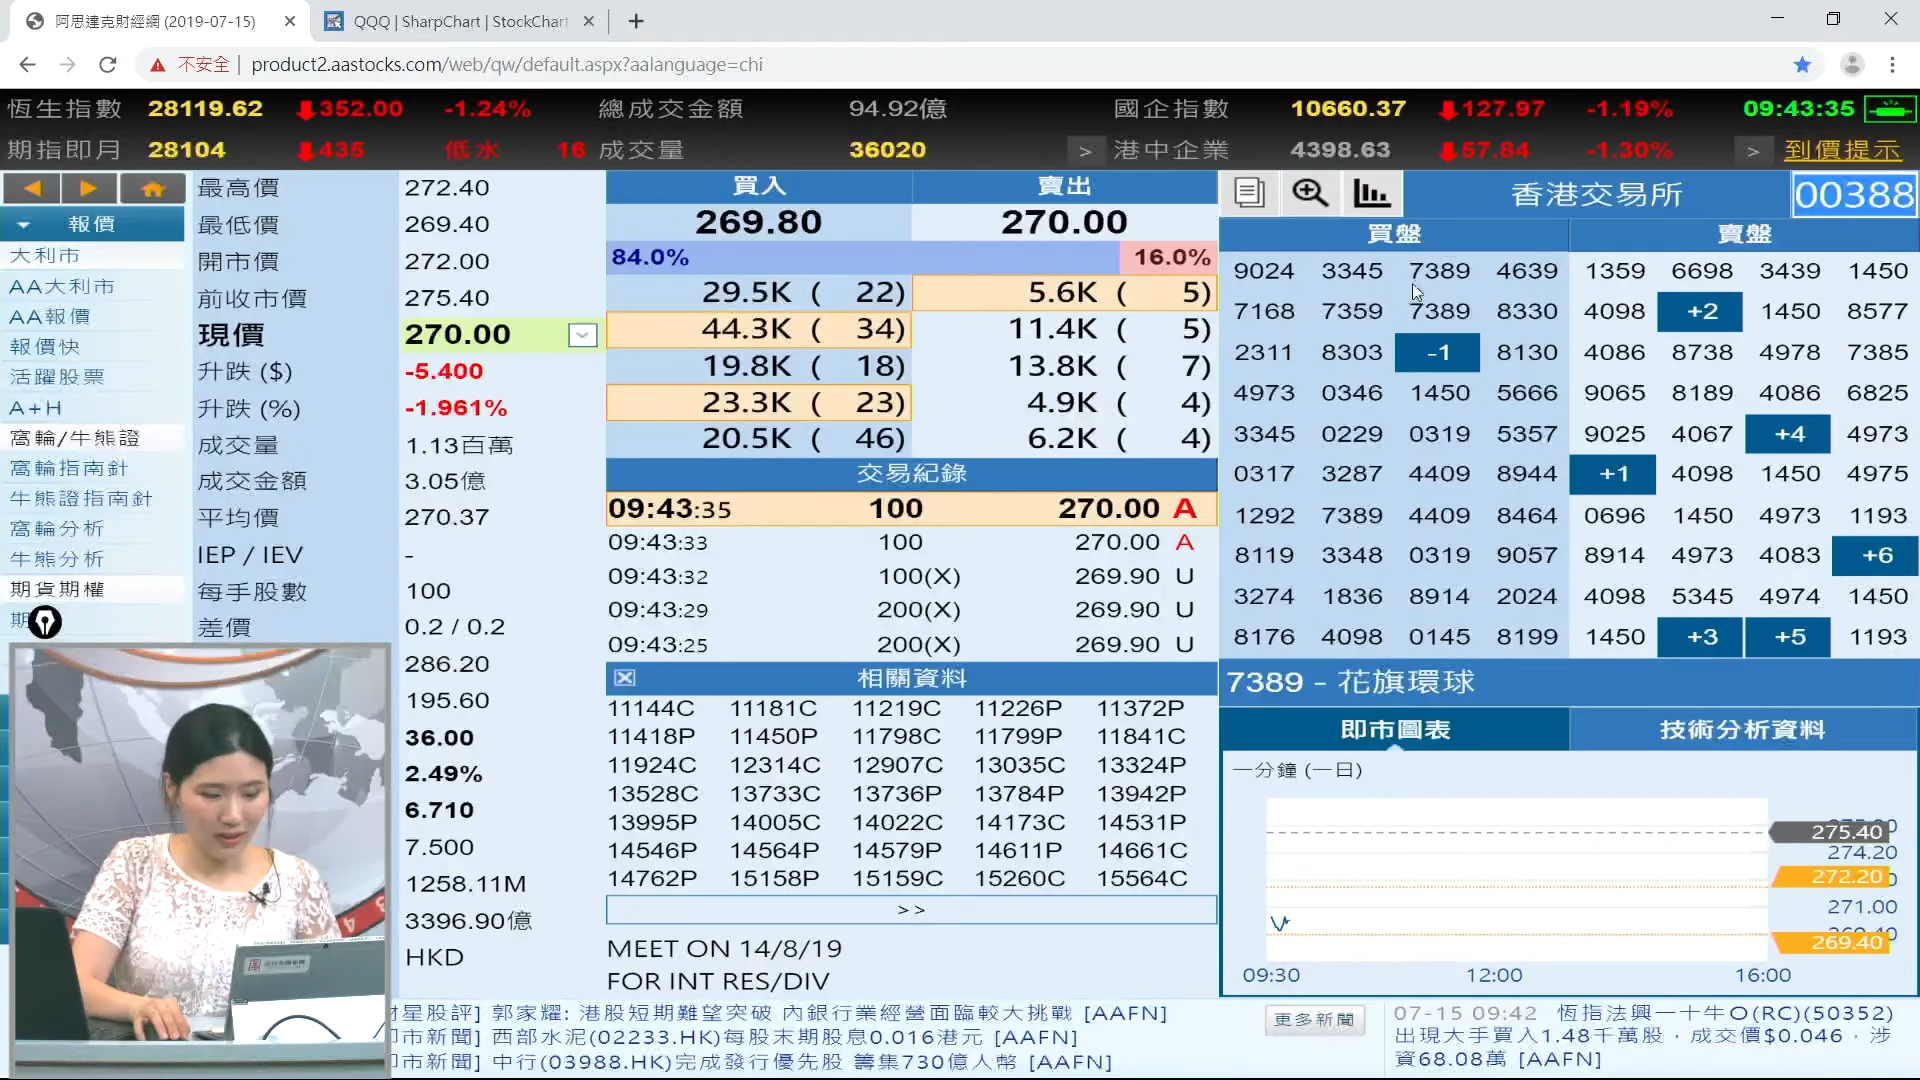 阿思達克財經網 (2019-07-15)
QQQ | SharpChart | StockChart
不安全 | product2.aastocks.com/web/qw/default.aspx?aalanguage=chi
恆生指數 28119.62 352.00 -1.24% 總成交金額 94.92億 國企指數 10660.37 127.97 -1.19% 09:43:35
期指即月 28104 435 低水 16 成交量 36020 > 港中企業 4398.63 57.84 -1.30% > 到價提示
報價
大利市
AA大利市
AA報價
報價快
活躍股票
A+H
窩輪/牛熊證
窩輪指南針
牛熊證指南針
窩輪分析
牛熊分析
期貨期權
期
最高價 272.40
最低價 269.40
開市價 272.00
前收市價 275.40
現價 270.00
升跌 ($) -5.400
升跌 (%) -1.961%
成交量 1.13百萬
成交金額 3.05億
平均價 270.37
IEP / IEV -
每手股數 100
差價 0.2 / 0.2
286.20
195.60
36.00
2.49%
6.710
7.500
1258.11M
3396.90億
HKD
買入 賣出
269.80 270.00
84.0% 16.0%
29.5K ( 22) 5.6K ( 5)
44.3K ( 34) 11.4K ( 5)
19.8K ( 18) 13.8K ( 7)
23.3K ( 23) 4.9K ( 4)
20.5K ( 46) 6.2K ( 4)
交易紀錄
09:43:35 100 270.00 A
09:43:33 100 270.00 A
09:43:32 100(X) 269.90 U
09:43:29 200(X) 269.90 U
09:43:25 200(X) 269.90 U
相關資料
11144C 11181C 11219C 11226P 11372P
11418P 11450P 11798C 11799P 11841C
11924C 12314C 12907C 13035C 13324P
13528C 13733C 13736P 13784P 13942P
13995P 14005C 14022C 14173C 14531P
14546P 14564P 14579P 14611P 14661C
14762P 15158P 15159C 15260C 15564C
>>
MEET ON 14/8/19
FOR INT RES/DIV
香港交易所 00388
買盤 賣盤
9024 3345 7389 4639 1359 6698 3439 1450
7168 7359 7389 8330 4098 +2 1450 8577
2311 8303 -1 8130 4086 8738 4978 7385
4973 0346 1450 5666 9065 8189 4086 6825
3345 0229 0319 5357 9025 4067 +4 4973
0317 3287 4409 8944 +1 4098 1450 4975
1292 7389 4409 8464 0696 1450 4973 1193
8119 3348 0319 9057 8914 4973 4083 +6
3274 1836 8914 2024 4098 5345 4974 1450
8176 4098 0145 8199 1450 +3 +5 1193
7389 - 花旗環球
即市圖表 技術分析資料
一分鐘 (一日)
275.40
274.20
272.20
271.00
269.40
09:30 12:00 16:00
星股評] 郭家耀: 港股短期難望突破 內銀行業經營面臨較大挑戰 [AAFN]
市新聞] 西部水泥(02233.HK)每股末期股息0.016港元 [AAFN]
市新聞] 中行(03988.HK)完成發行優先股 籌集730億人幣 [AAFN]
更多新聞
07-15 09:42 恆指法興一十牛O(RC)(50352)
出現大手買入1.48千萬股，成交價$0.046，涉
資68.08萬 [AAFN]